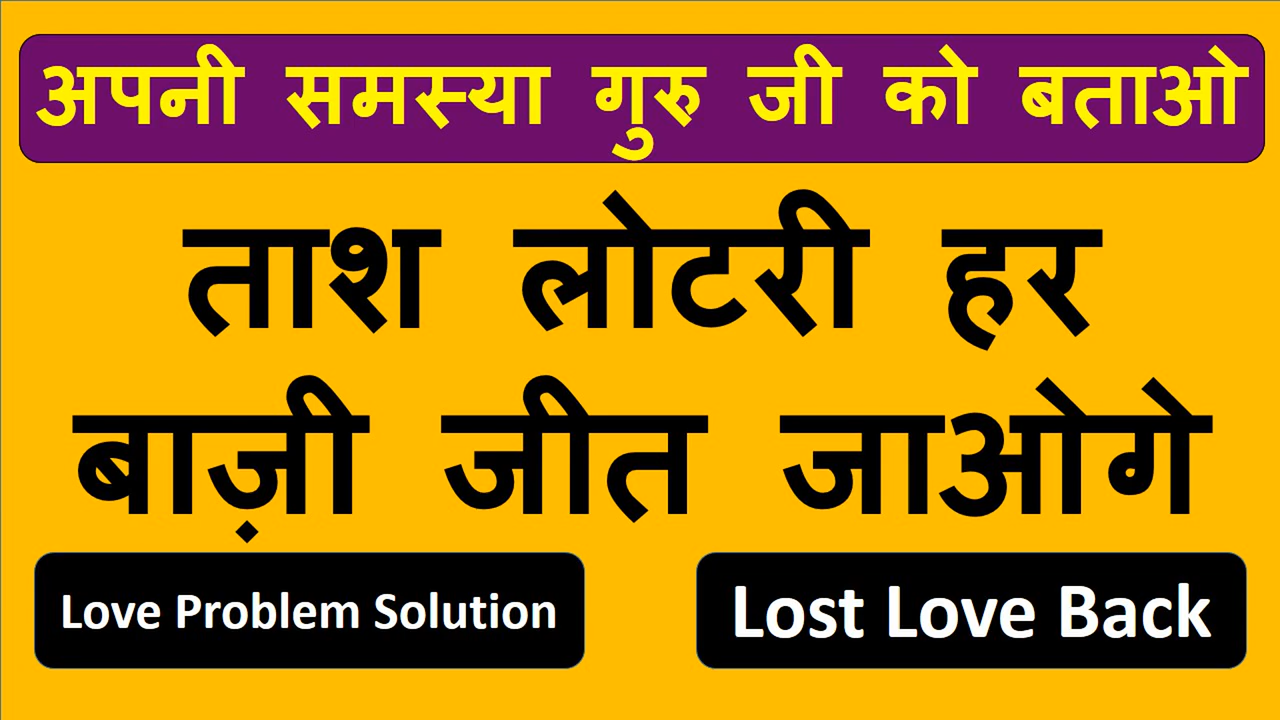 अपनी समस्या गुरु जी को बताओ
ताश लोटरी हर
बाज़ी जीत जाओगे
Love Problem Solution
Lost Love Back